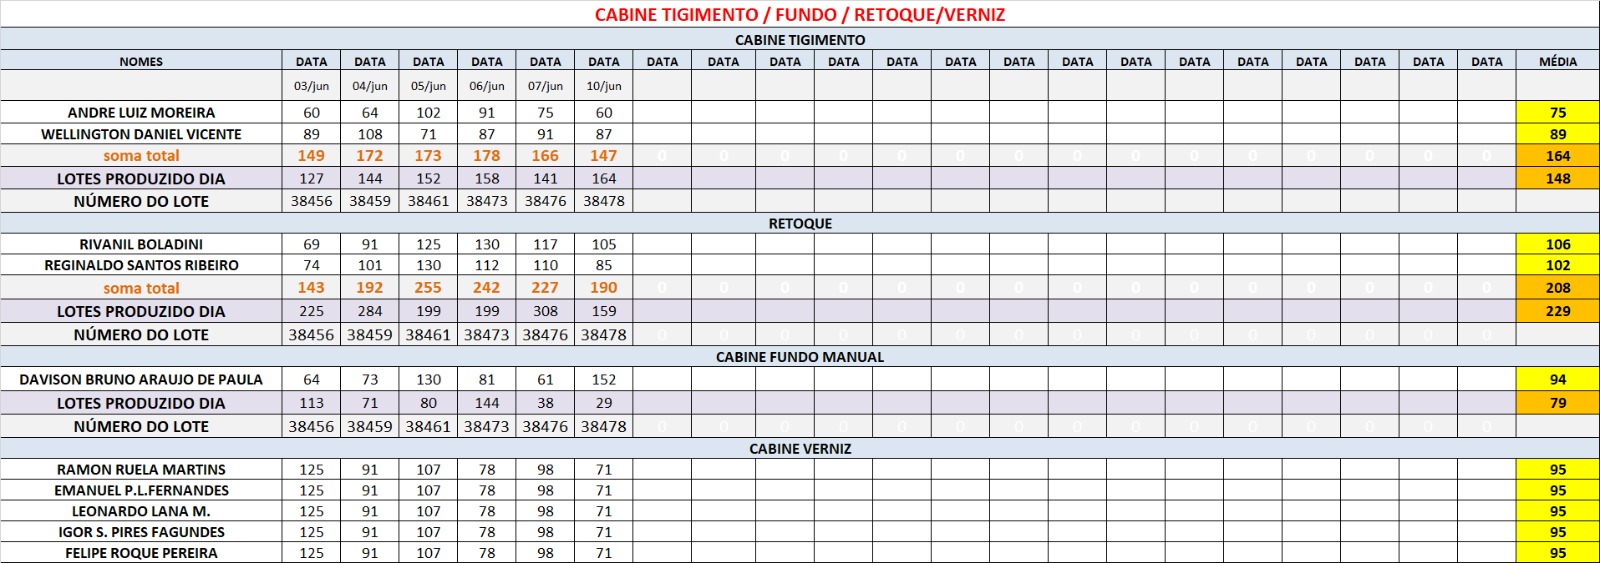 CABINE TIGIMENTO / FUNDO / RETOQUE/VERNIZ
CABINE TIGIMENTO
NOMES DATA DATA DATA DATA DATA DATA DATA DATA DATA DATA DATA DATA DATA DATA DATA DATA DATA DATA DATA DATA DATA MÉDIA
03/jun 04/jun 05/jun 06/jun 07/jun 10/jun
ANDRE LUIZ MOREIRA 60 64 102 91 75 60 75
WELLINGTON DANIEL VICENTE 89 108 71 87 91 87 89
soma total 149 172 173 178 166 147 0 0 0 0 0 0 0 0 0 0 0 0 0 0 0 164
LOTES PRODUZIDO DIA 127 144 152 158 141 164 148
NÚMERO DO LOTE 38456 38459 38461 38473 38476 38478
RETOQUE
RIVANIL BOLADINI 69 91 125 130 117 105 106
REGINALDO SANTOS RIBEIRO 74 101 130 112 110 85 102
soma total 143 192 255 242 227 190 0 0 0 0 0 0 0 0 0 0 0 0 0 0 0 208
LOTES PRODUZIDO DIA 225 284 199 199 308 159 229
NÚMERO DO LOTE 38456 38459 38461 38473 38476 38478 0 0 0 0 0 0 0 0 0 0 0 0 0 0 0
CABINE FUNDO MANUAL
DAVISON BRUNO ARAUJO DE PAULA 64 73 130 81 61 152 94
LOTES PRODUZIDO DIA 113 71 80 144 38 29 79
NÚMERO DO LOTE 38456 38459 38461 38473 38476 38478 0 0 0 0 0 0 0 0 0 0 0 0 0 0 0
CABINE VERNIZ
RAMON RUELA MARTINS 125 91 107 78 98 71 95
EMANUEL P.L.FERNANDES 125 91 107 78 98 71 95
LEONARDO LANA M. 125 91 107 78 98 71 95
IGOR S. PIRES FAGUNDES 125 91 107 78 98 71 95
FELIPE ROQUE PEREIRA 125 91 107 78 98 71 95